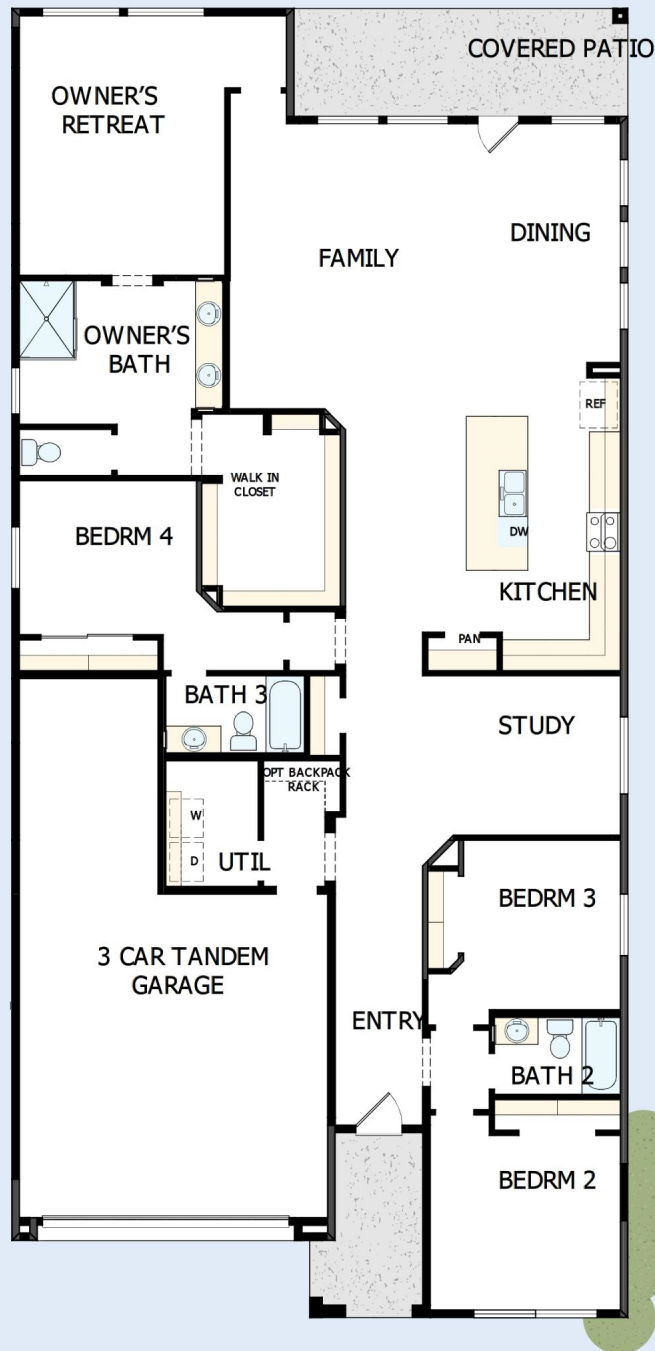 COVERED PATIO
OWNER'S
RETREAT
DINING
FAMILY
OWNER'S
BATH
REF
WALK IN
CLOSET
BEDRM 4
DW
KITCHEN
PAN
BATH 3
STUDY
OPT BACKPACK
RACK
W
D
UTIL
BEDRM 3
3 CAR TANDEM
GARAGE
ENTRY
BATH 2
BEDRM 2